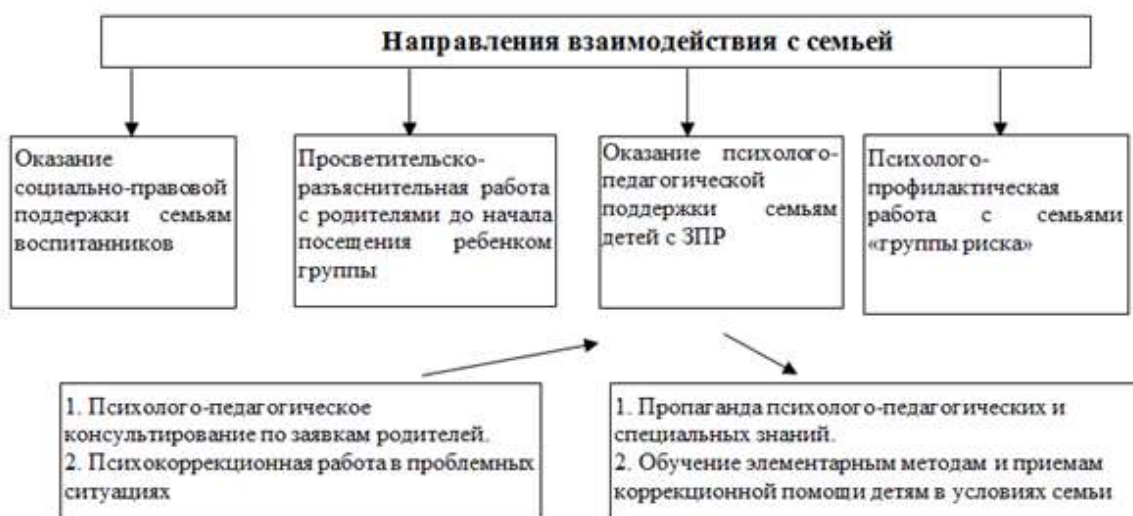 Направления взаимодействия с семьей
Оказание
социально-правовой
поддержки семьям
воспитанников
Просветительско-
разъяснительная работа
с родителями до начала
посещения ребенком
группы
Оказание психолого-
педагогической
поддержки семьям
детей с ЗПР
Психолого-
профилактическая
работа с семьями
«группы риска»
1. Психолого-педагогическое
консультирование по заявкам родителей.
2. Психокоррекционная работа в проблемных
ситуациях
1. Пропаганда психолого-педагогических и
специальных знаний.
2. Обучение элементарным методам и приемам
коррекционной помощи детям в условиях семьи